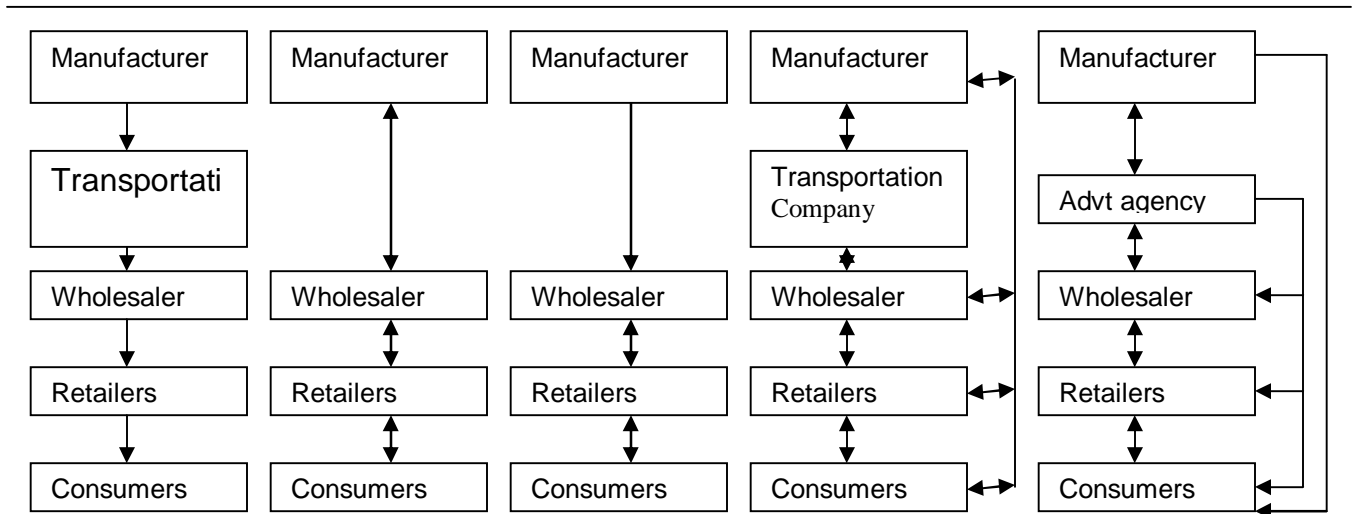 Manufacturer
Transportati
Wholesaler
Retailers
Consumers
Manufacturer
Wholesaler
Retailers
Consumers
Manufacturer
Wholesaler
Retailers
Consumers
Manufacturer
Transportation
Company
Wholesaler
Retailers
Consumers
Manufacturer
Advt agency
Wholesaler
Retailers
Consumers